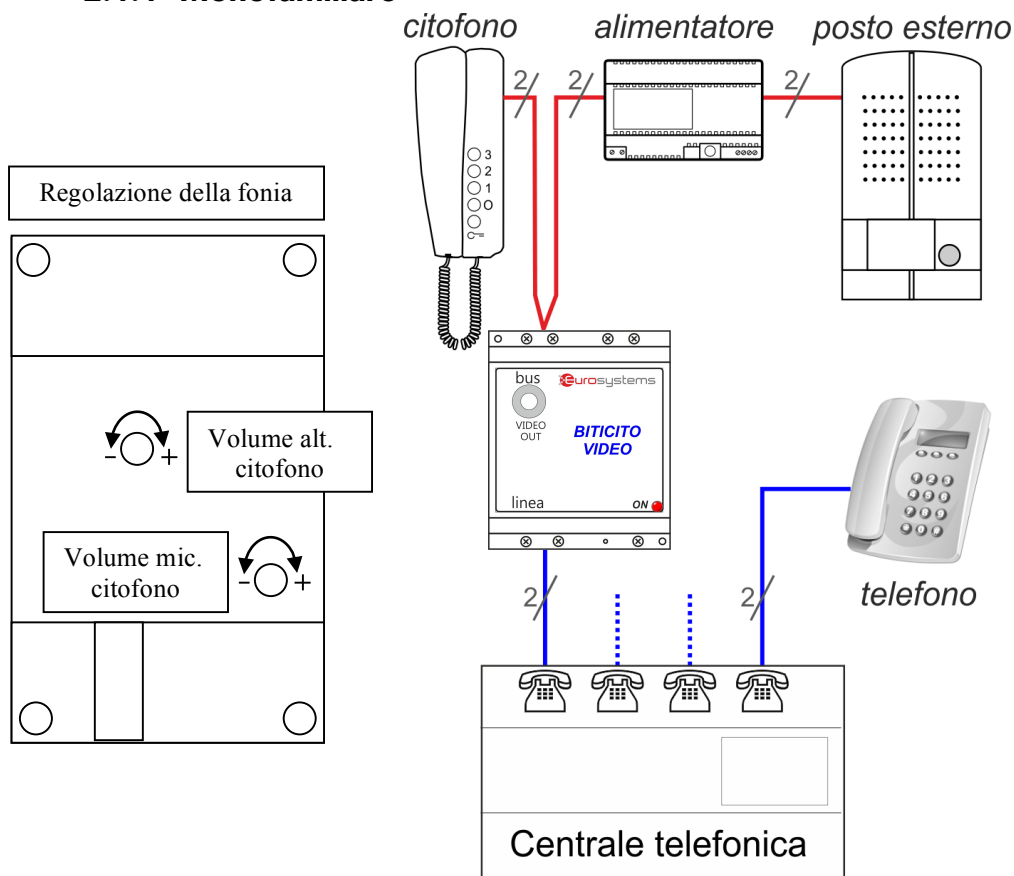 citofono
alimentatore
posto esterno
2
2
2
3
2
1
O
Regolazione della fonia
- +
Volume alt.
citofono
Volume mic.
citofono
- +
bus
Eurosystems
VIDEO
OUT
BITICITO
VIDEO
linea
ON
2
2
telefono
Centrale telefonica